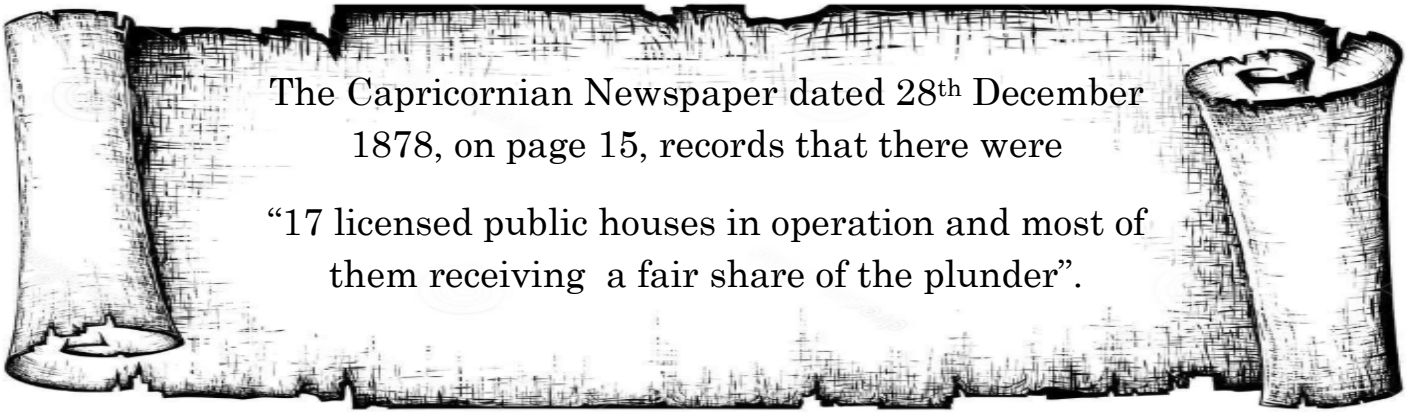 The Capricornian Newspaper dated 28th December
1878, on page 15, records that there were
“17 licensed public houses in operation and most of
them receiving  a fair share of the plunder”.